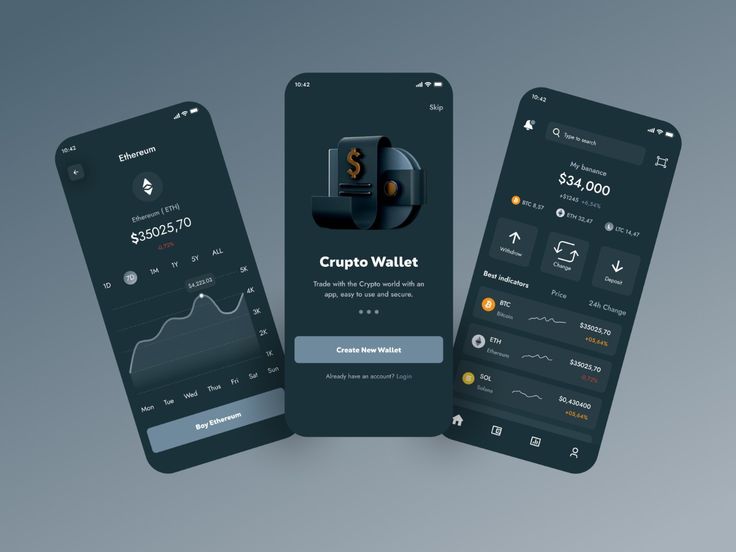 10:42
Ethereum
Ethereum ( ETH)
$35025,70
-0,72%
1D 7D 1M 1Y 5Y ALL
$4,223.03
5K
4K
3K
2K
1K
Mon Tue Wed Thus Fri Sat Sun
Bay Ethereum
10:42
Skip
$
Crupto Wallet
Trade with the Crypto world with an
app, easy to use and secure.
Create New Wallet
Already have an account? Login
10:42
Type to search
My banance
$34,000
+$1245 +6,54%
BTC 8,57 ETH 32,47 LTC 14,47
Withdraw Change Deposit
Best indicators Price 24h Change
BTC
Bitcoin
$35025,70
+05,64%
ETH
Ethereum
$35025,70
-0,72%
SOL
Solana
$0,430400
+05,64%